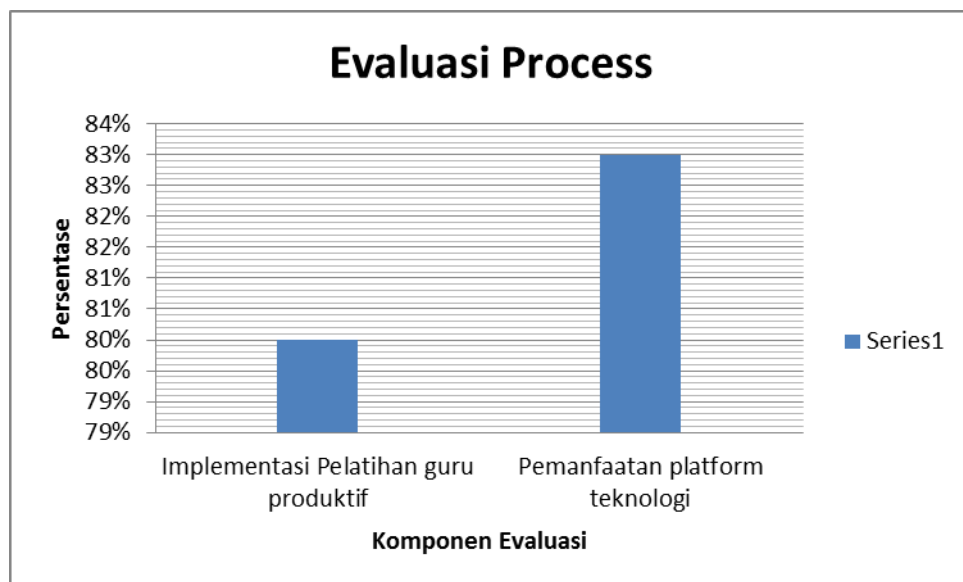 Evaluasi Process
84%
83%
83%
82%
82%
81%
81%
80%
80%
79%
79%
Persentase
Implementasi Pelatihan guru
produktif
Pemanfaatan platform
teknologi
Komponen Evaluasi
Series1